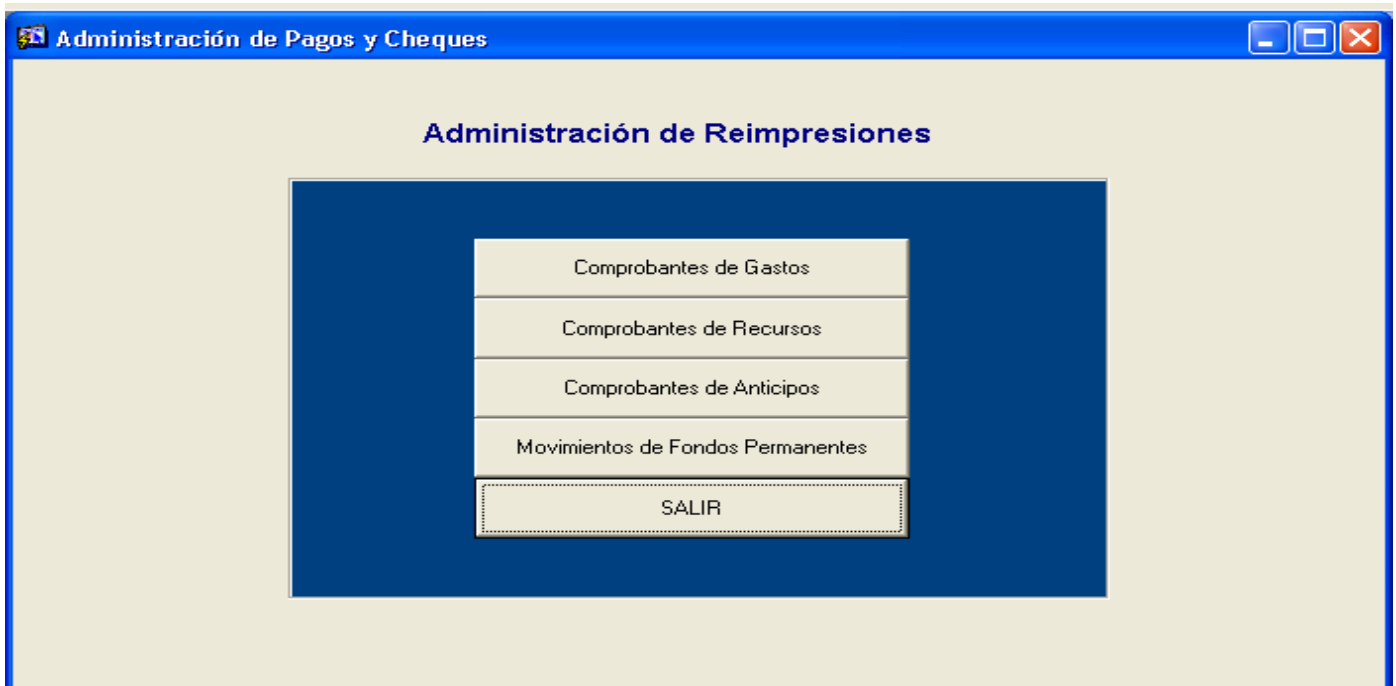 Administración de Pagos y Cheques
Administración de Reimpresiones
Comprobantes de Gastos
Comprobantes de Recursos
Comprobantes de Anticipos
Movimientos de Fondos Permanentes
SALIR